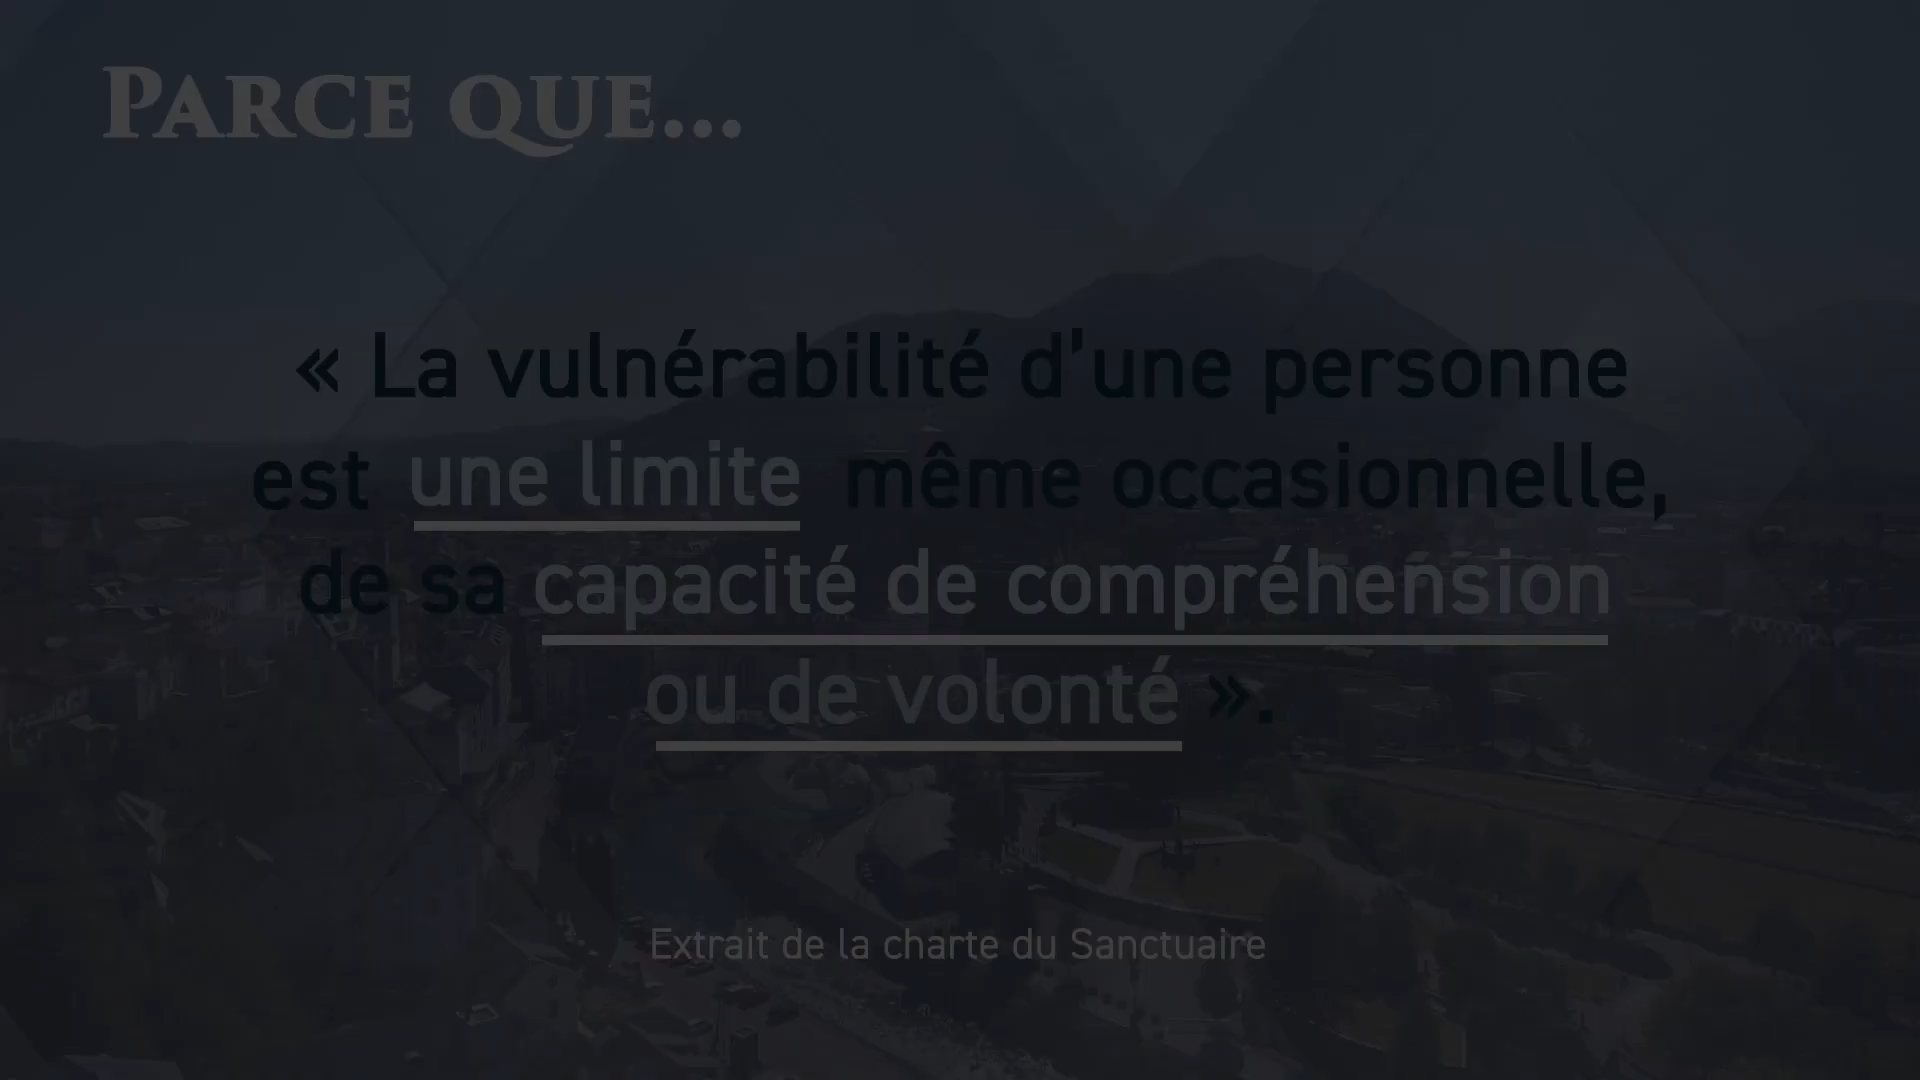 PARCE QUE...
« La vulnérabilité d'une personne
est une limite même occasionnelle,
de sa capacité de compréhension
ou de volonté ».
Extrait de la charte du Sanctuaire